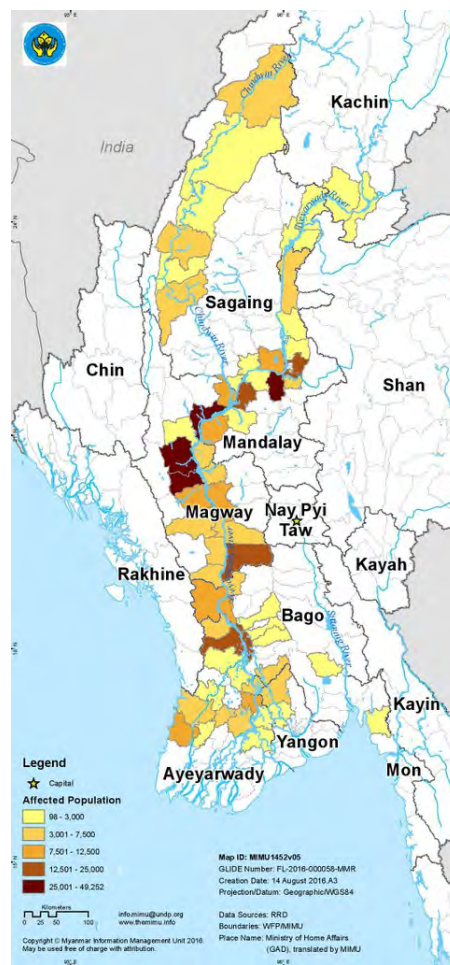 Chindwin River
Kachin
India
Ayeyarwady River
Sagaing
Chindwin River
Chin
Shan
Mandalay
Magway
Nay Pyi
Taw
Rakhine
Kayah
Bago
Sittaung River
Kayin
Yangon
Mon
Ayeyarwady
Legend
Capital
Affected Population
98 - 3,000
3,001 - 7,500
7,501 - 12,500
12,501 - 25,000
25,001 - 49,252
Kilometers
0 25 50 100
info.mimu@undp.org
www.themimu.info
Copyright © Myanmar Information Management Unit 2016.
May be used free of charge with attribution.
Map ID: MIMU1452v05
GLIDE Number: FL-2016-000058-MMR
Creation Date: 14 August 2016.A3
Projection/Datum: Geographic/WGS84
Data Sources: RRD
Boundaries: WFP/MIMU
Place Name: Ministry of Home Affairs
(GAD), translated by MIMU